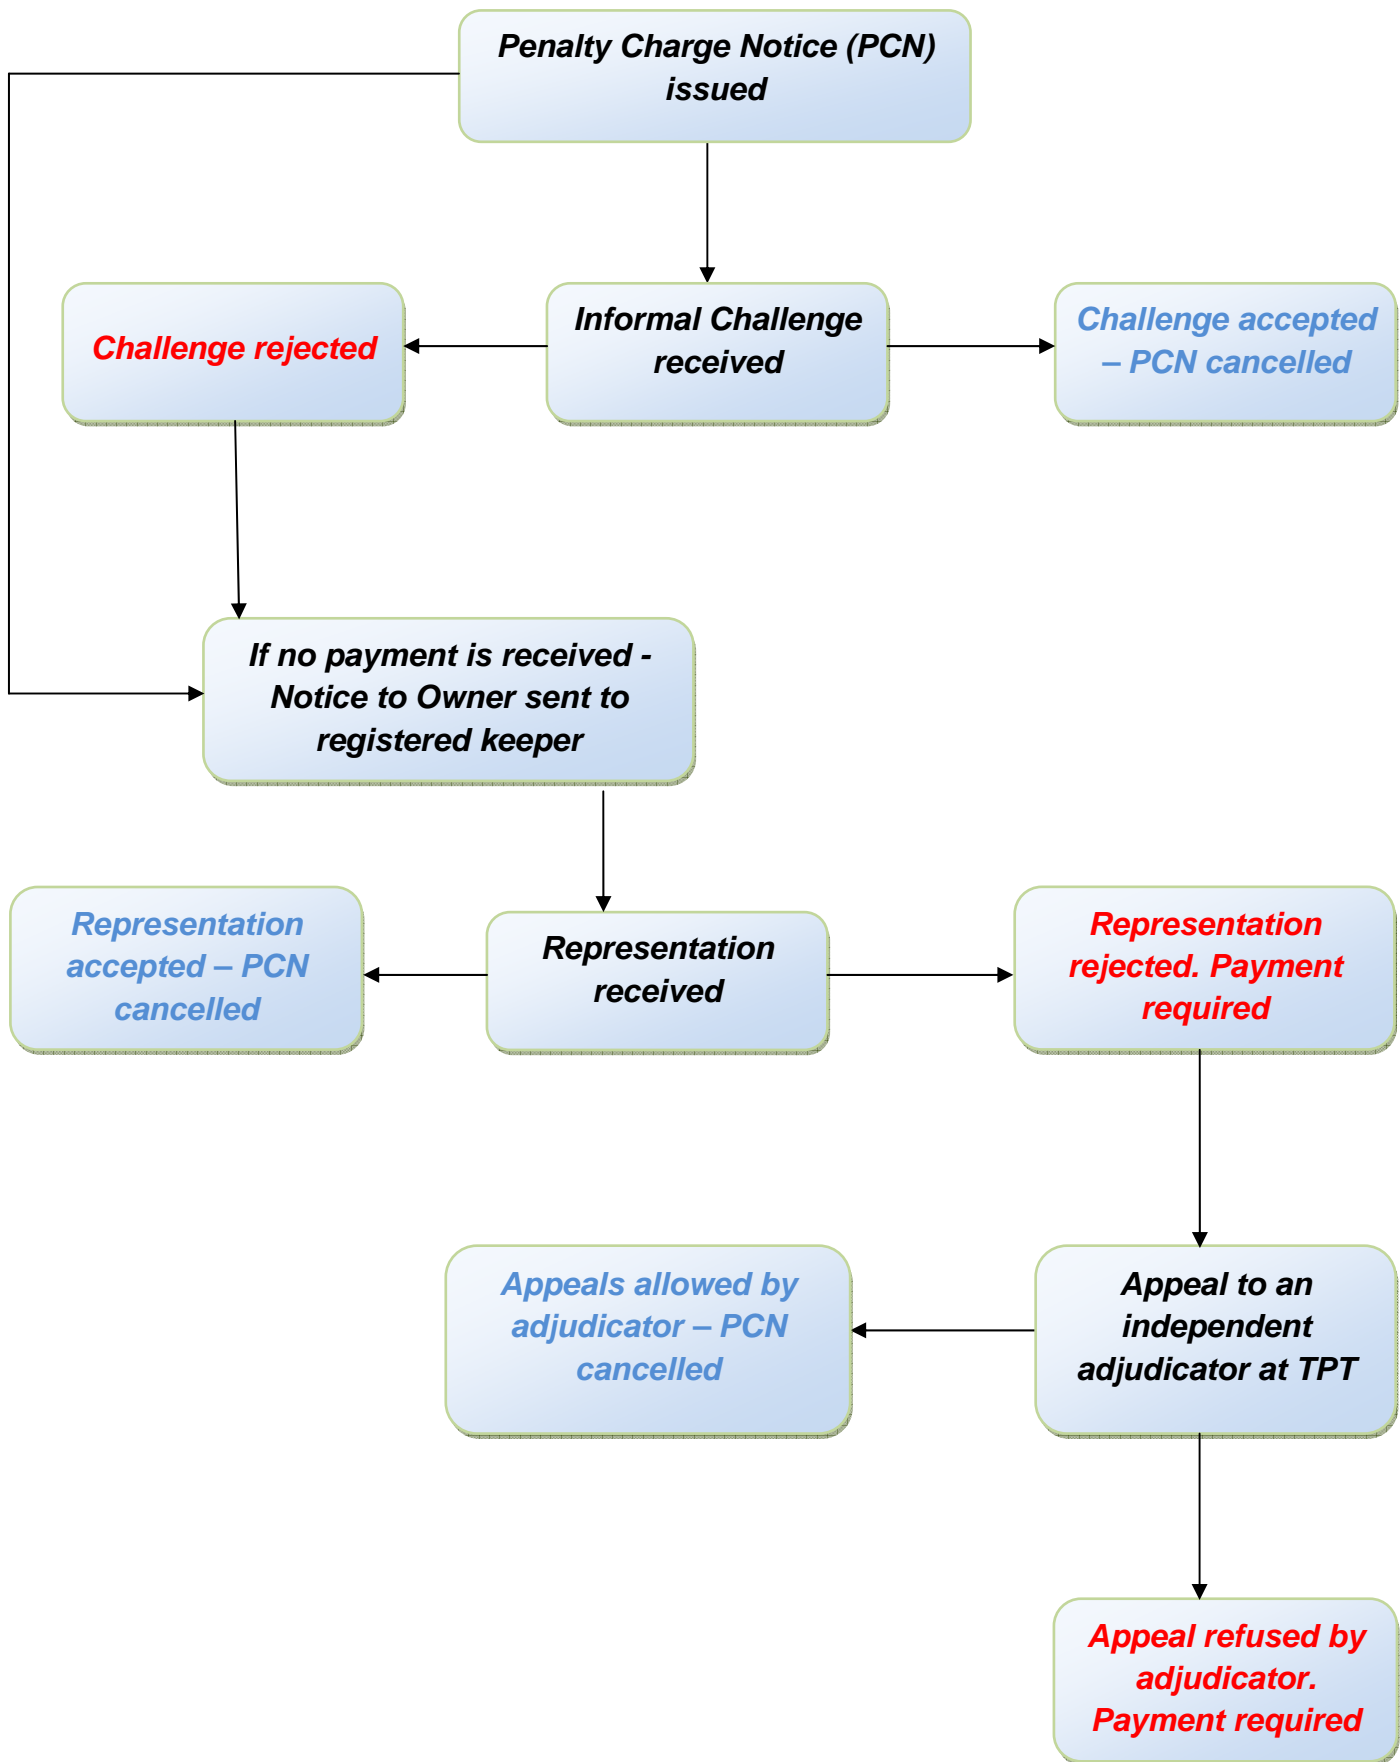 Penalty Charge Notice (PCN)
issued
Challenge rejected
Informal Challenge
received
Challenge accepted
– PCN cancelled
If no payment is received -
Notice to Owner sent to
registered keeper
Representation
accepted – PCN
cancelled
Representation
received
Representation
rejected. Payment
required
Appeals allowed by
adjudicator – PCN
cancelled
Appeal to an
independent
adjudicator at TPT
Appeal refused by
adjudicator.
Payment required